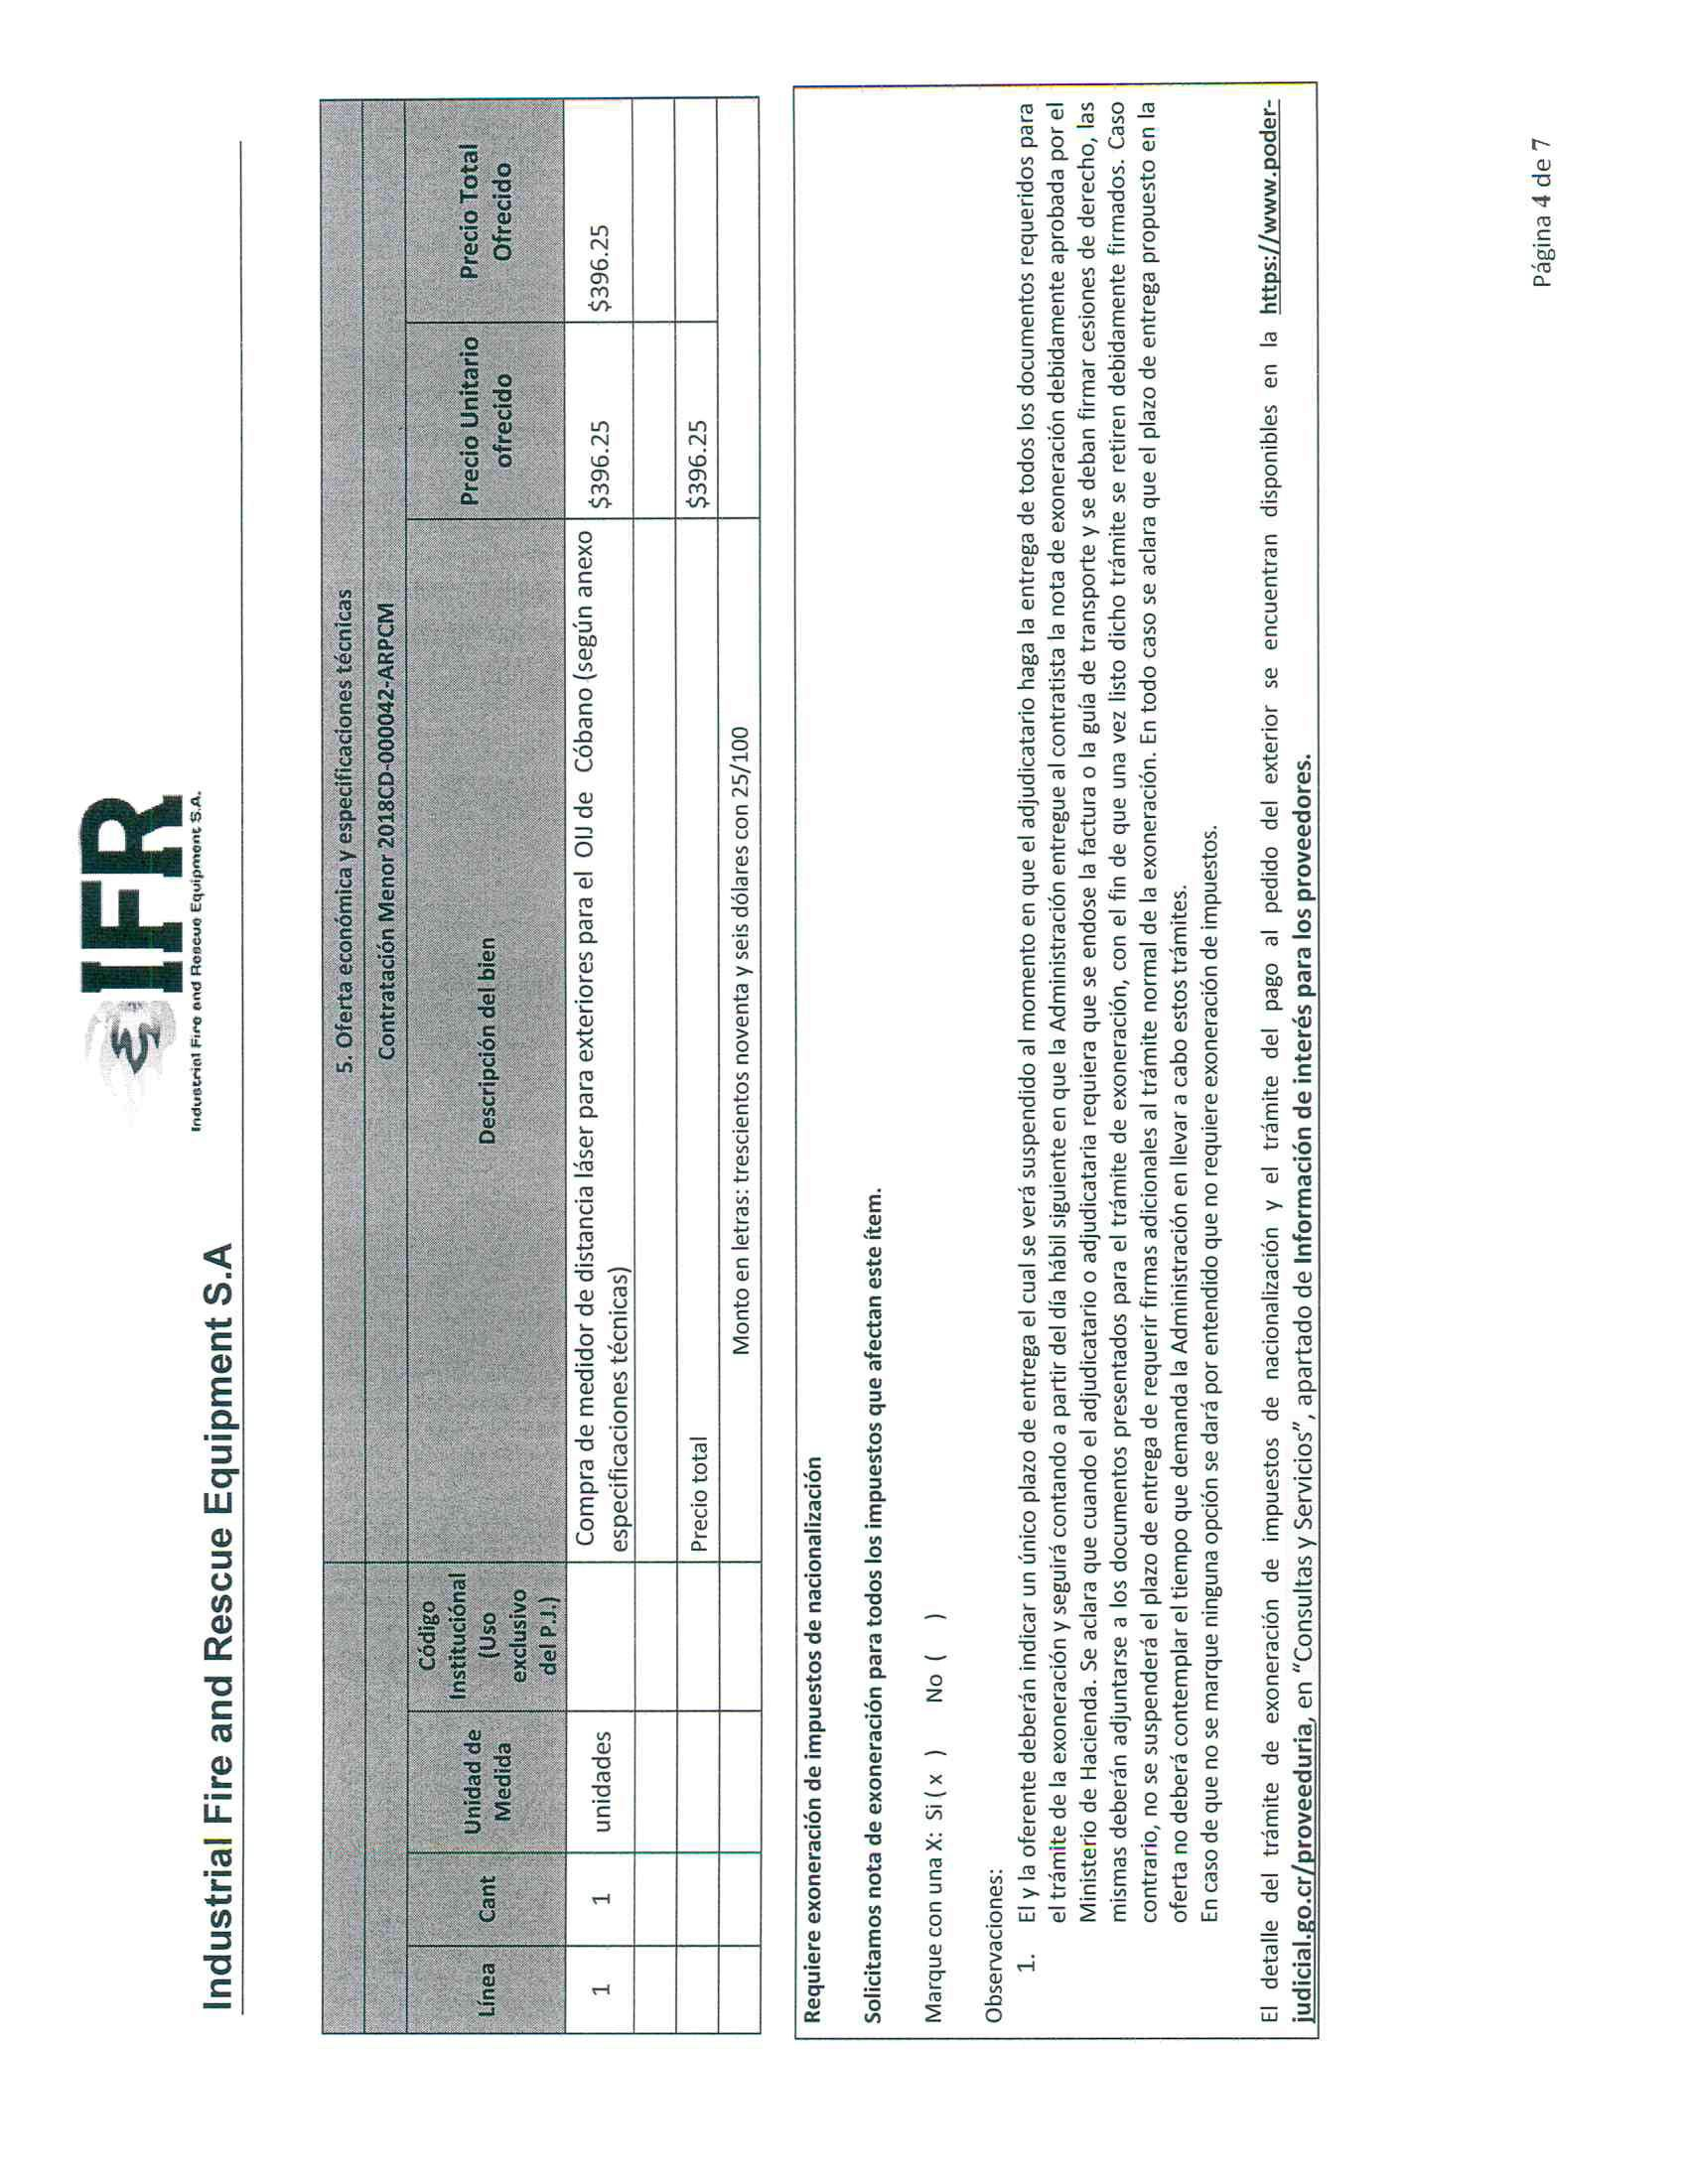 IFR
Industrial Fire and Rescue Equipment S.A.
Industrial Fire and Rescue Equipment S.A
5. Oferta económica y especificaciones técnicas
Contratación Menor 2018CD-000042-ARPCM
Línea Cant Unidad de Medida Código Institucional (Uso exclusivo del P.J.) Descripción del bien Precio Unitario ofrecido Precio Total Ofrecido
1 1 unidades Compra de medidor de distancia láser para exteriores para el OIJ de Cóbano (según anexo $396.25 $396.25
especificaciones técnicas)
Precio total $396.25
Monto en letras: trescientos noventa y seis dólares con 25/100
Requiere exoneración de impuestos de nacionalización
Solicitamos nota de exoneración para todos los impuestos que afectan este ítem.
Marque con una X: Si ( x ) No ( )
Observaciones:
1. El y la oferente deberán indicar un único plazo de entrega el cual se verá suspendido al momento en que el adjudicatario haga la entrega de todos los documentos requeridos para
el trámite de la exoneración y seguirá contando a partir del día hábil siguiente en que la Administración entregue al contratista la nota de exoneración debidamente aprobada por el
Ministerio de Hacienda. Se aclara que cuando el adjudicatario o adjudicataria requiera que se endose la factura o la guía de transporte y se deban firmar cesiones de derecho, las
mismas deberán adjuntarse a los documentos presentados para el trámite de exoneración, con el fin de que una vez listo dicho trámite se retiren debidamente firmados. Caso
contrario, no se suspenderá el plazo de entrega de requerir firmas adicionales al trámite normal de la exoneración. En todo caso se aclara que el plazo de entrega propuesto en la
oferta no deberá contemplar el tiempo que demanda la Administración en llevar a cabo estos trámites.
En caso de que no se marque ninguna opción se dará por entendido que no requiere exoneración de impuestos.
El detalle del trámite de exoneración de impuestos de nacionalización y el trámite del pago al pedido del exterior se encuentran disponibles en la https://www.poder-
judicial.go.cr/proveeduria, en "Consultas y Servicios", apartado de Información de interés para los proveedores.
Página 4 de 7